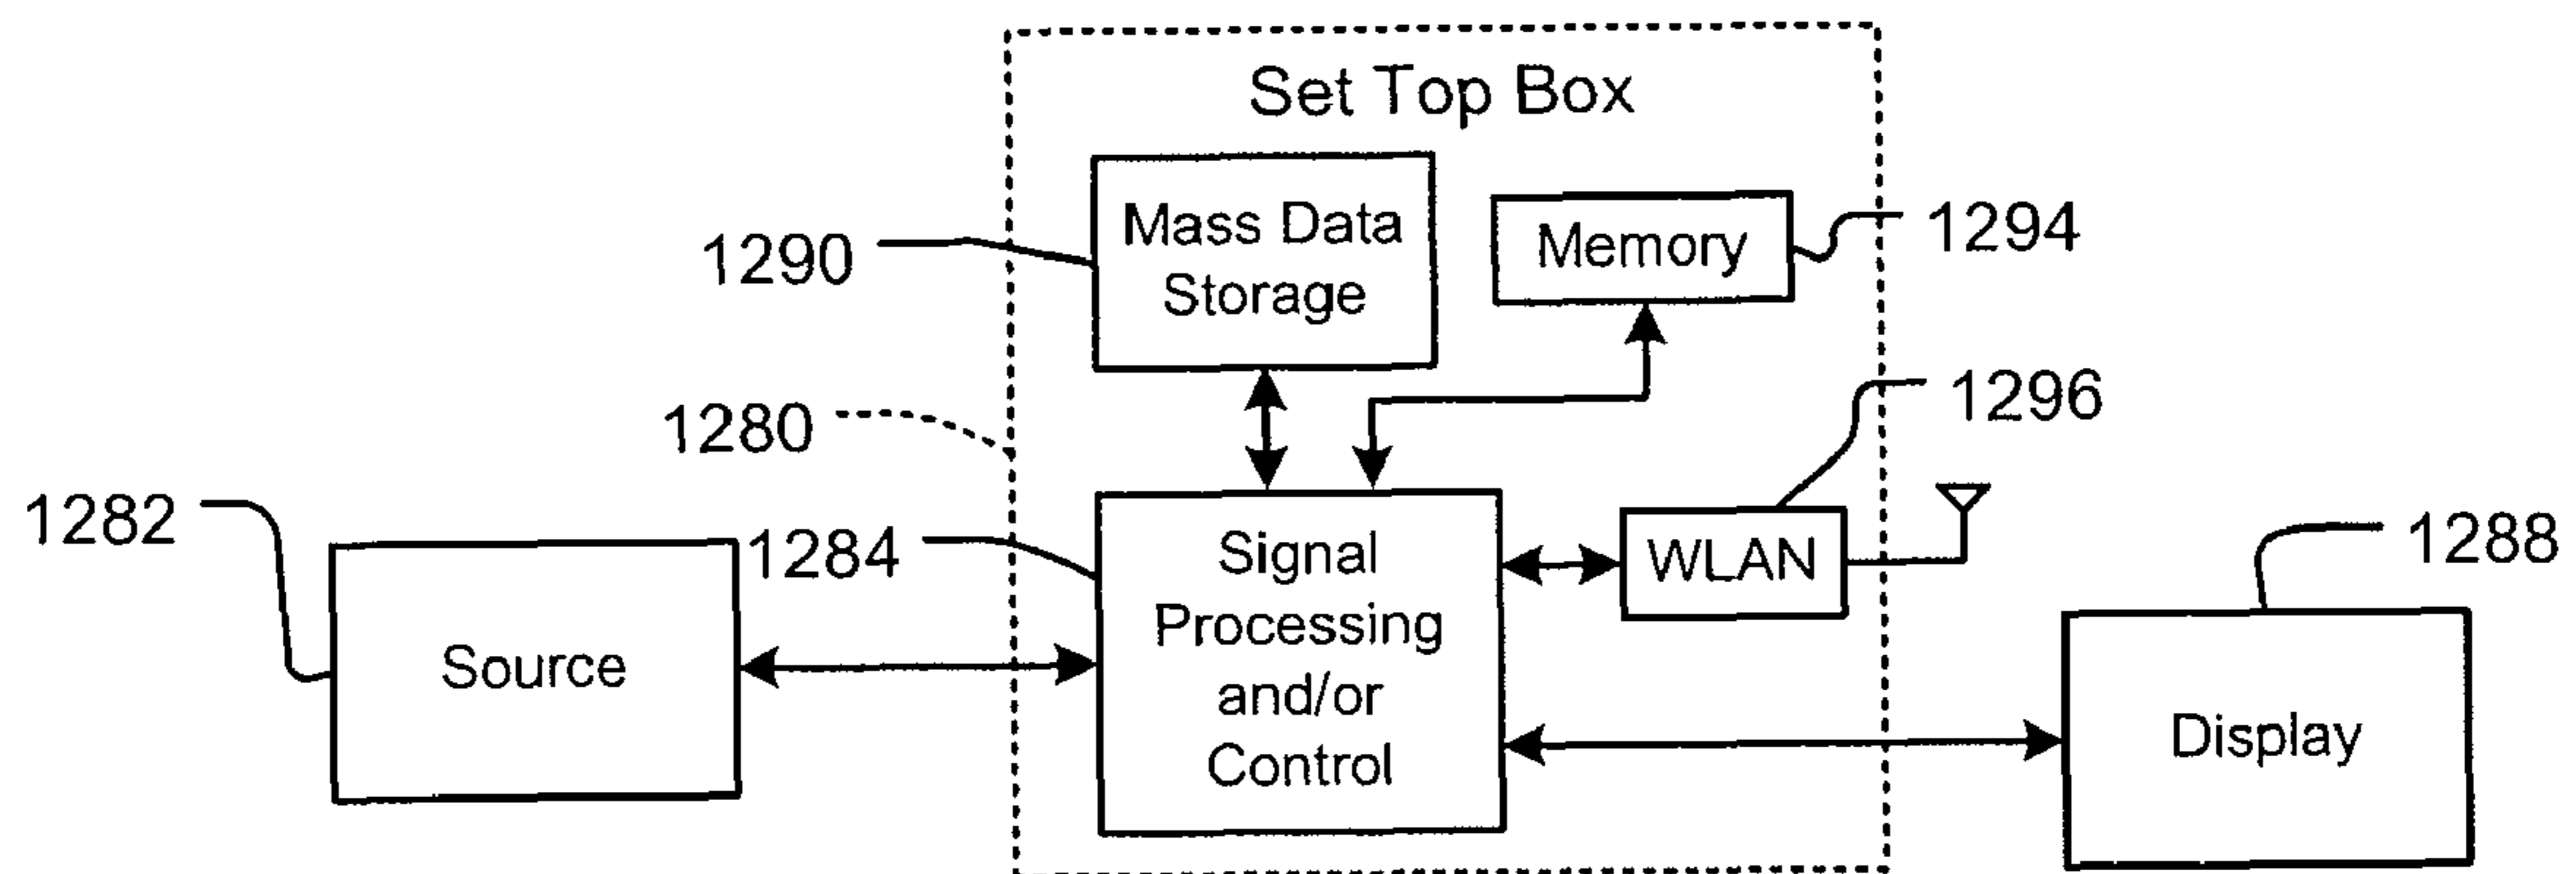 Set Top Box
1290
Mass Data
Storage
Memory
1294
1280
1296
1282
1284
Signal
Processing
and/or
Control
WLAN
1288
Source
Display